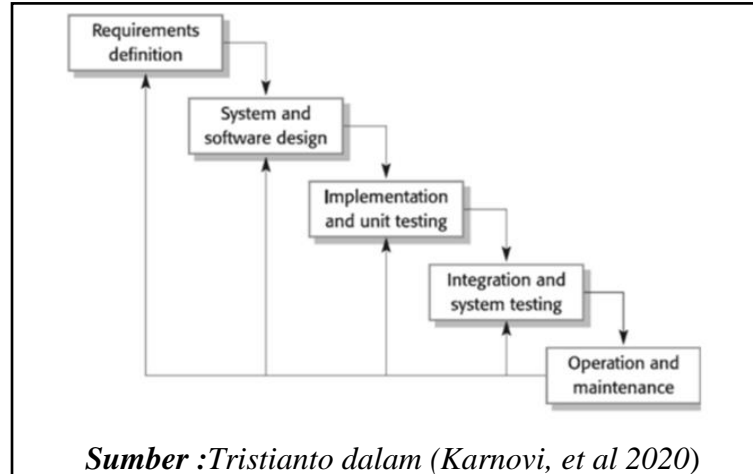 Requirements
definition
System and
software design
Implementation
and unit testing
Integration and
system testing
Operation and
maintenance
Sumber :Tristianto dalam (Karnovi, et al 2020)